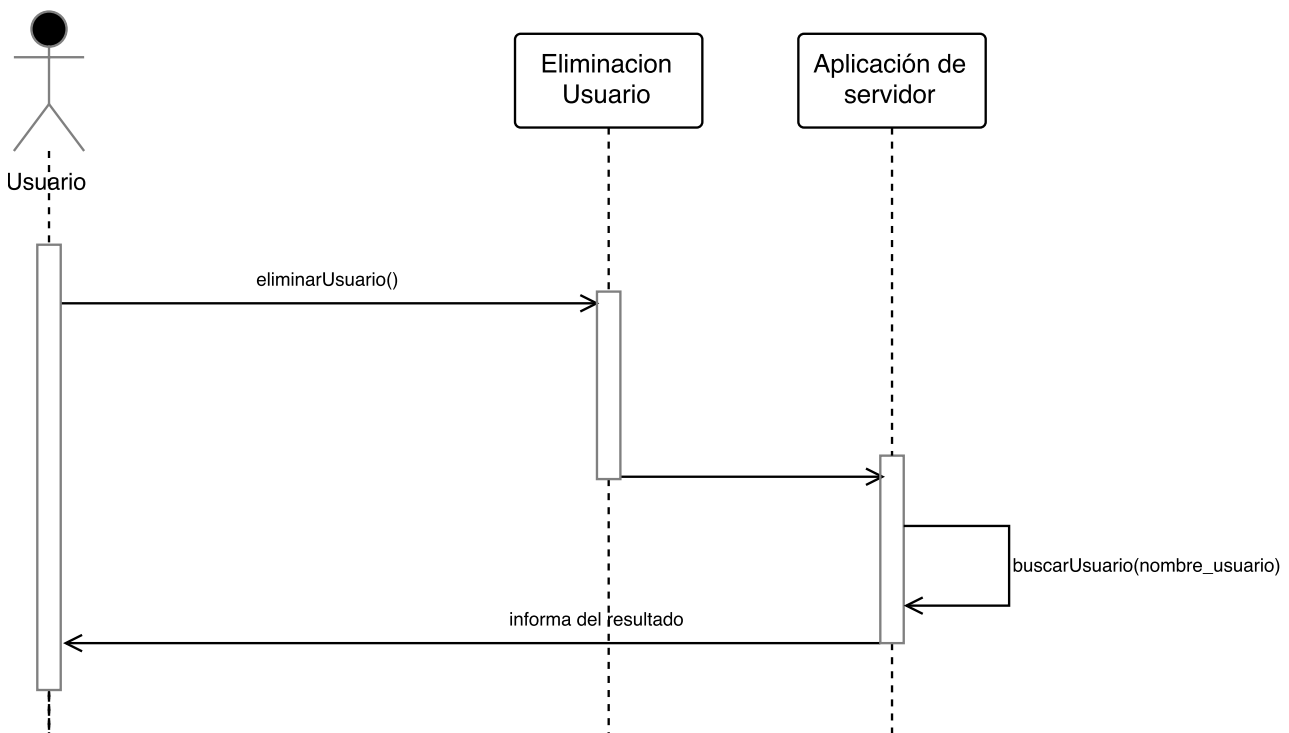 Eliminacion
Usuario
Aplicación de
servidor
Usuario
eliminarUsuario()
buscarUsuario(nombre_usuario)
informa del resultado